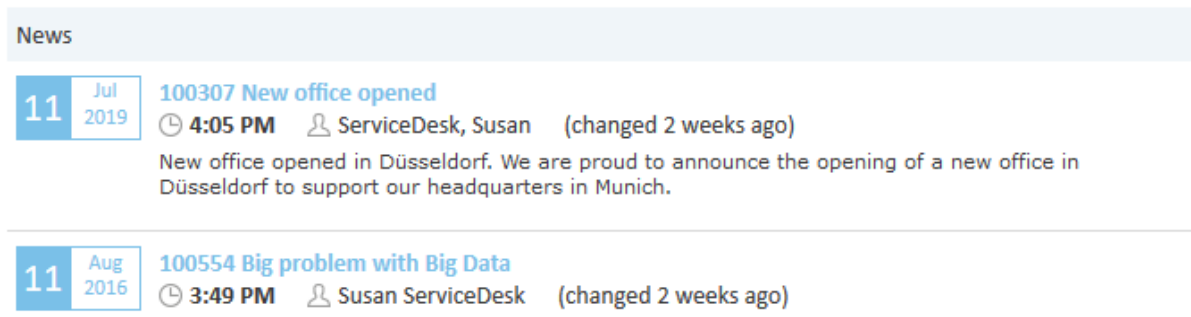 News
11 Jul 2019
100307 New office opened
4:05 PM ServiceDesk, Susan (changed 2 weeks ago)
New office opened in Düsseldorf. We are proud to announce the opening of a new office in
Düsseldorf to support our headquarters in Munich.
11 Aug 2016
100554 Big problem with Big Data
3:49 PM Susan ServiceDesk (changed 2 weeks ago)